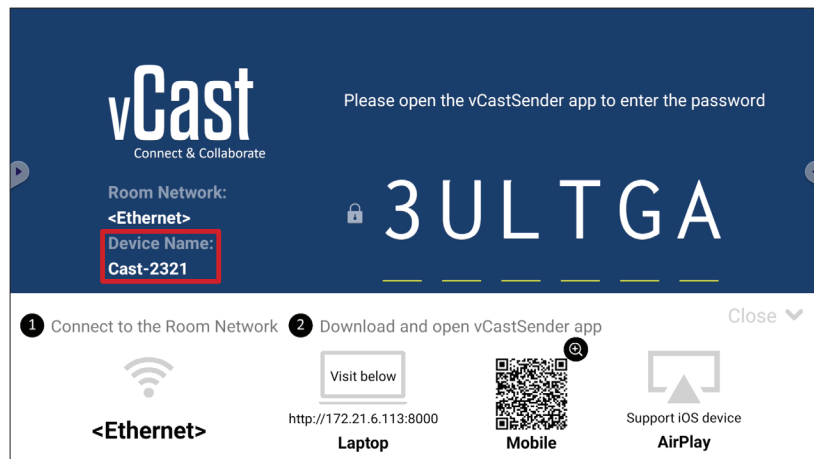 vCast
Connect & Collaborate
Please open the vCastSender app to enter the password
Room Network:
<Ethernet>
Device Name:
Cast-2321
3ULTGA
Close
1 Connect to the Room Network
2 Download and open vCastSender app
<Ethernet>
Visit below
http://172.21.6.113:8000
Laptop
Mobile
Support iOS device
AirPlay